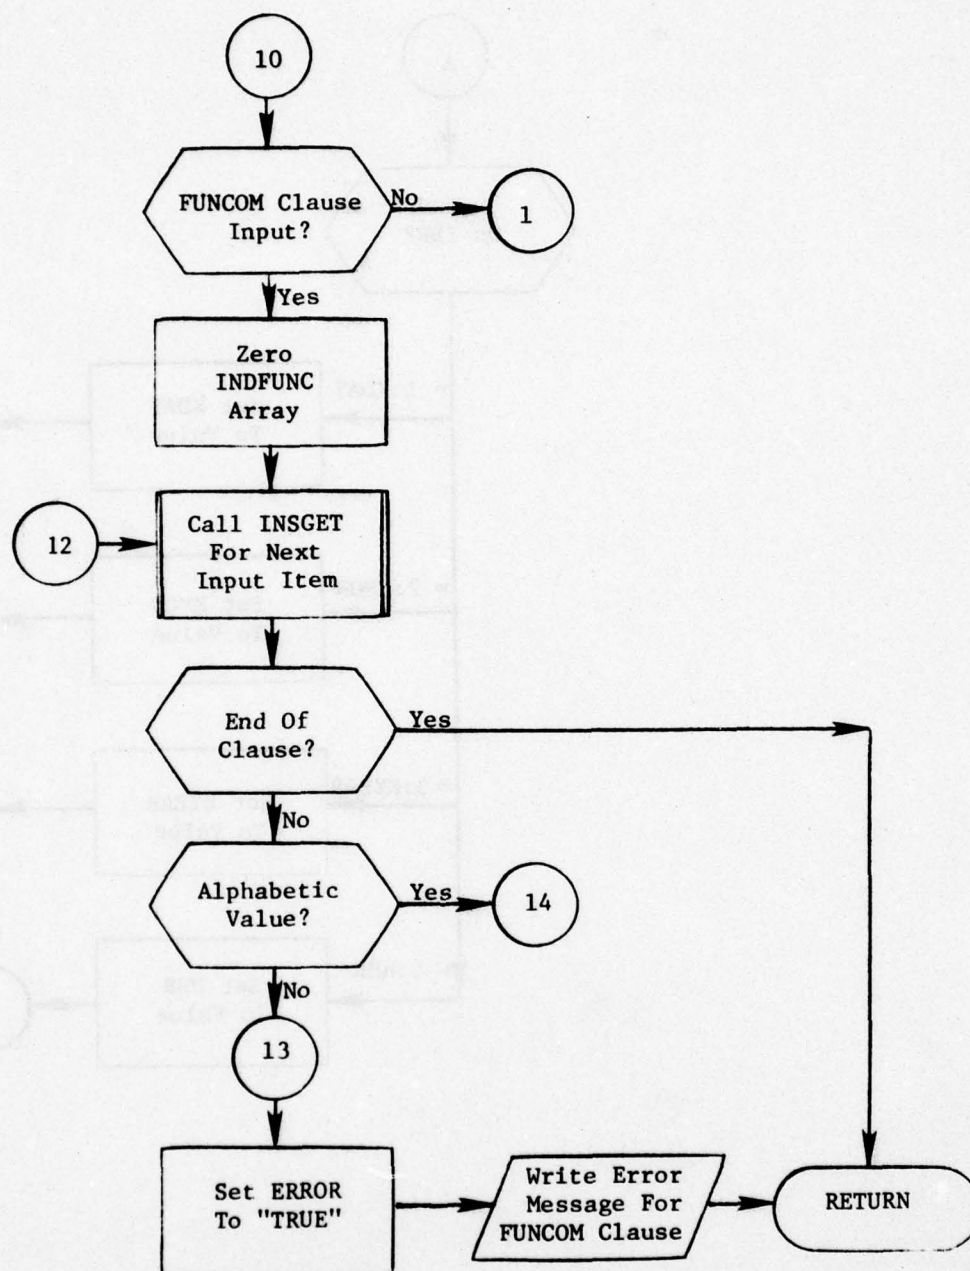 10
FUNCOM Clause
Input?
No
1
Yes
Zero
INDFUNC
Array
12
Call INSGET
For Next
Input Item
End Of
Clause?
Yes
No
Alphabetic
Value?
Yes
14
No
13
Set ERROR
To "TRUE"
Write Error
Message For
FUNCOM Clause
RETURN